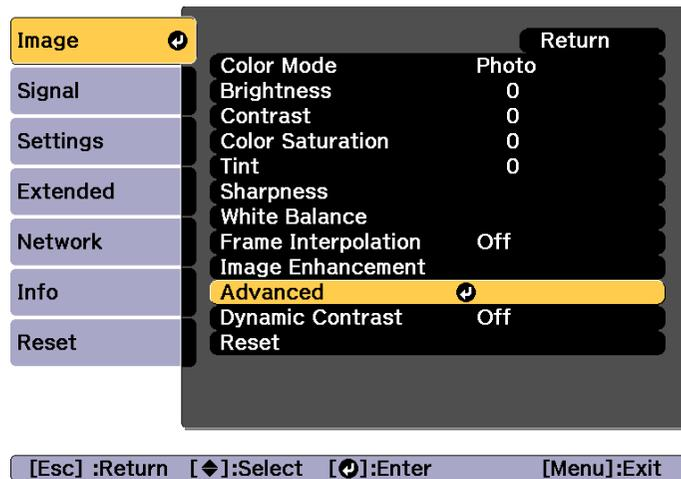 Image
Signal
Settings
Extended
Network
Info
Reset
Return
Color Mode Photo
Brightness 0
Contrast 0
Color Saturation 0
Tint 0
Sharpness
White Balance
Frame Interpolation Off
Image Enhancement
Advanced
Dynamic Contrast Off
Reset
[Esc] :Return [◆]:Select [↵]:Enter [Menu]:Exit